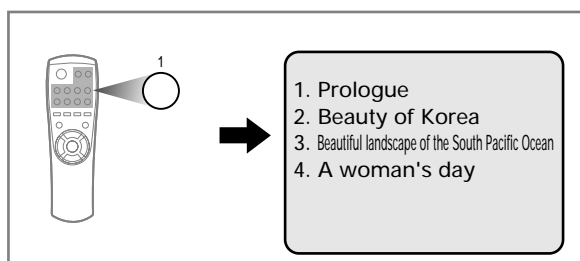 1
1. Prologue
2. Beauty of Korea
3. Beautiful landscape of the South Pacific Ocean
4. A woman's day